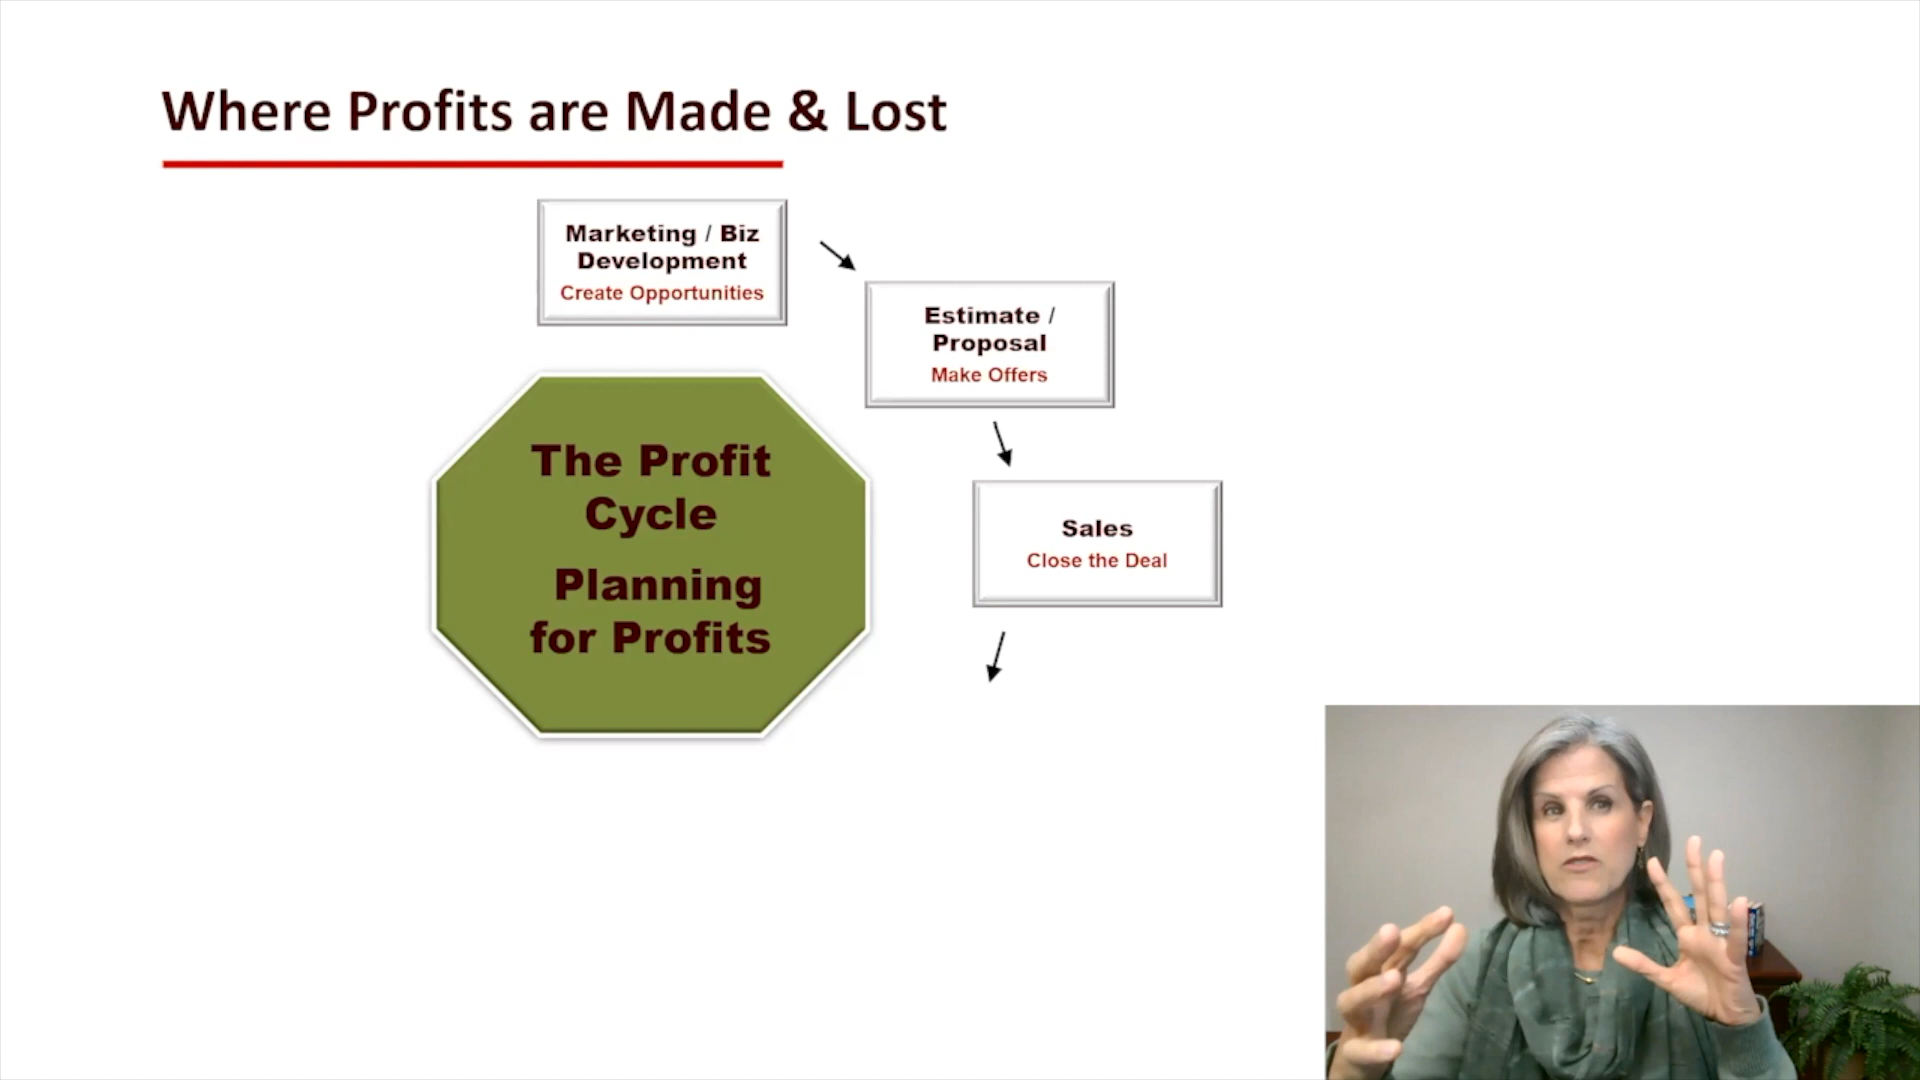 Where Profits are Made & Lost
Marketing / Biz
Development
Create Opportunities
Estimate /
Proposal
Make Offers
Sales
Close the Deal
The Profit
Cycle
Planning
for Profits